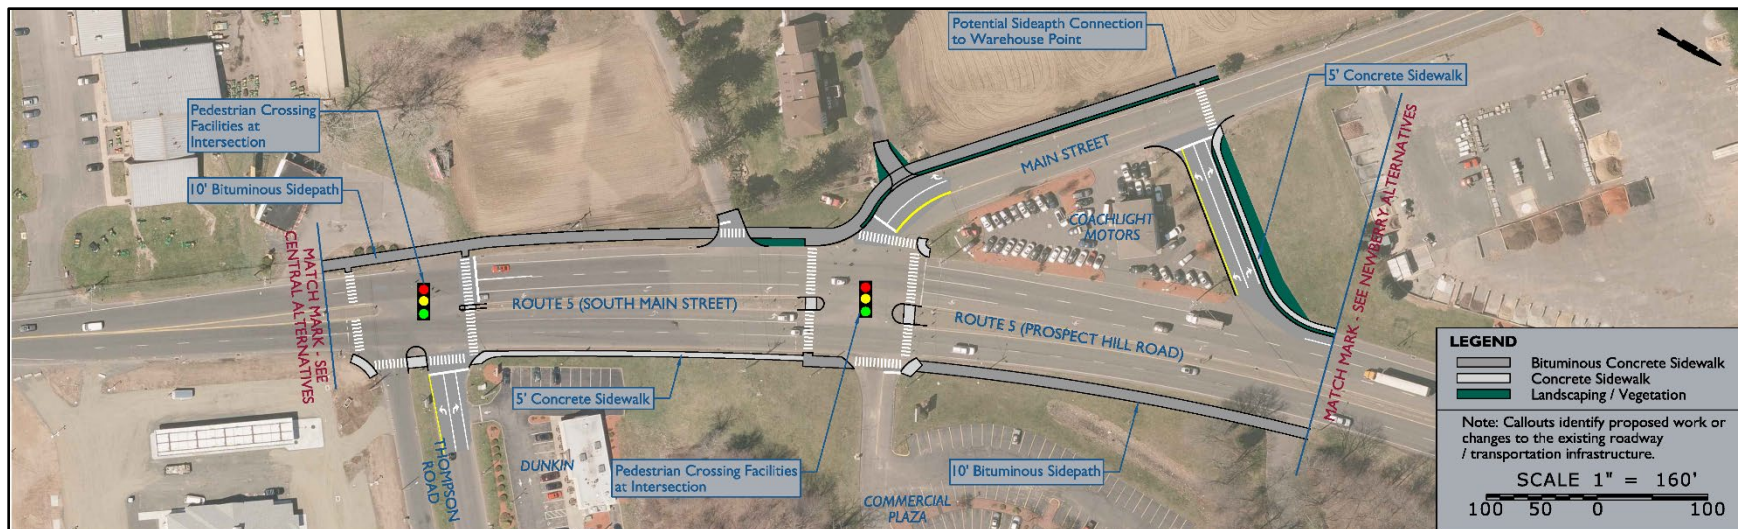 Potential Sideapth Connection
to Warehouse Point
5' Concrete Sidewalk
Pedestrian Crossing
Facilities at
Intersection
10' Bituminous Sidepath
MAIN STREET
COACHLIGHT
MOTORS
MATCH MARK - SEE
CENTRAL ALTERNATIVES
MATCH MARK - SEE NEWBERRY ALTERNATIVES
ROUTE 5 (SOUTH MAIN STREET)
ROUTE 5 (PROSPECT HILL ROAD)
5' Concrete Sidewalk
THOMPSON
ROAD
DUNKIN
Pedestrian Crossing Facilities
at Intersection
10' Bituminous Sidepath
COMMERCIAL
PLAZA
LEGEND
Bituminous Concrete Sidewalk
Concrete Sidewalk
Landscaping / Vegetation
Note: Callouts identify proposed work or
changes to the existing roadway
/ transportation infrastructure.
SCALE 1" = 160'
100 50 0 100